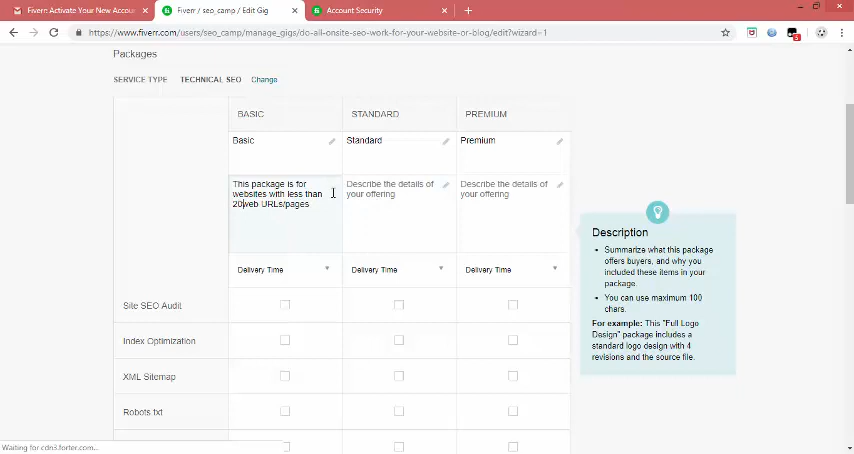 Fiverr: Activate Your New Accou
Fiverr / seo_camp / Edit Gig
Account Security
https://www.fiverr.com/users/seo_camp/manage_gigs/do-all-onsite-seo-work-for-your-website-or-blog/edit?wizard=1
Packages
SERVICE TYPE TECHNICAL SEO Change
BASIC STANDARD PREMIUM
Basic Standard Premium
This package is for
websites with less than
20web URLs/pages
Describe the details of
your offering
Describe the details of
your offering
Description
• Summarize what this package
offers buyers, and why you
included these items in your
package.
• You can use maximum 100
chars.
For example: This "Full Logo
Design" package includes a
standard logo design with 4
revisions and the source file.
Delivery Time Delivery Time Delivery Time
Site SEO Audit
Index Optimization
XML Sitemap
Robots.txt
Waiting for cdn3.forter.com...